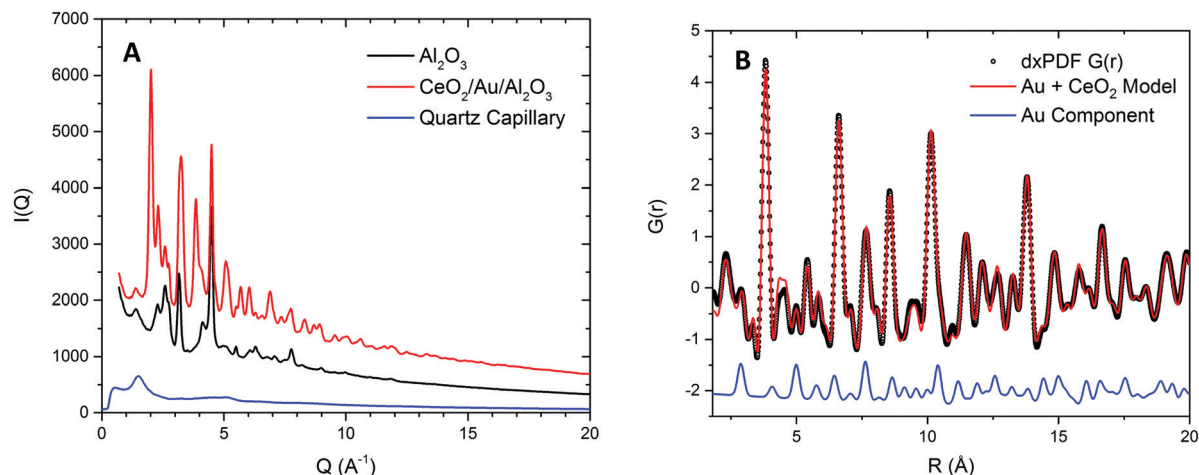 A
Al₂O₃
CeO₂/Au/Al₂O₃
Quartz Capillary
I(Q)
7000
6000
5000
4000
3000
2000
1000
0
0 5 10 15 20
Q (A⁻¹)
B
dxPDF G(r)
Au + CeO₂ Model
Au Component
G(r)
5
4
3
2
1
0
-1
-2
5 10 15 20
R (Å)